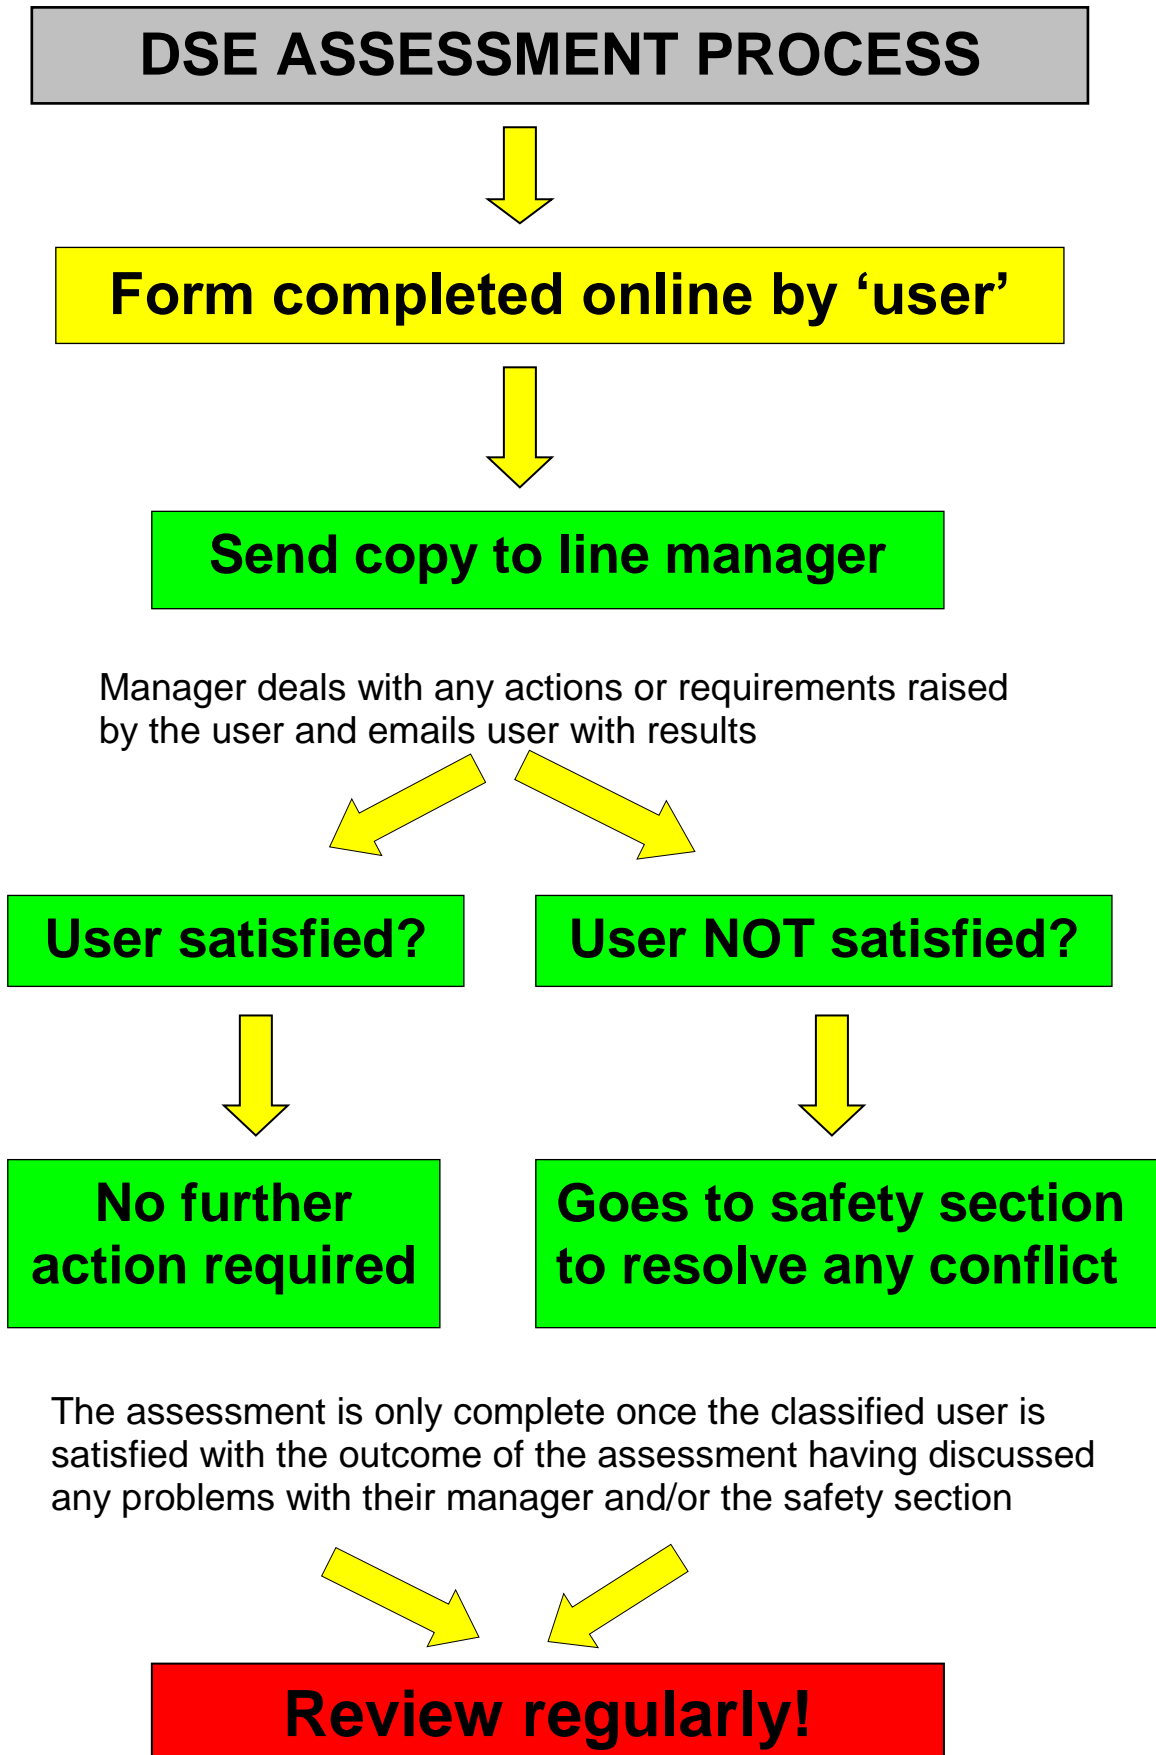 DSE ASSESSMENT PROCESS
Form completed online by ‘user’
Send copy to line manager
Manager deals with any actions or requirements raised
by the user and emails user with results
User satisfied?
User NOT satisfied?
No further
action required
Goes to safety section
to resolve any conflict
The assessment is only complete once the classified user is
satisfied with the outcome of the assessment having discussed
any problems with their manager and/or the safety section
Review regularly!